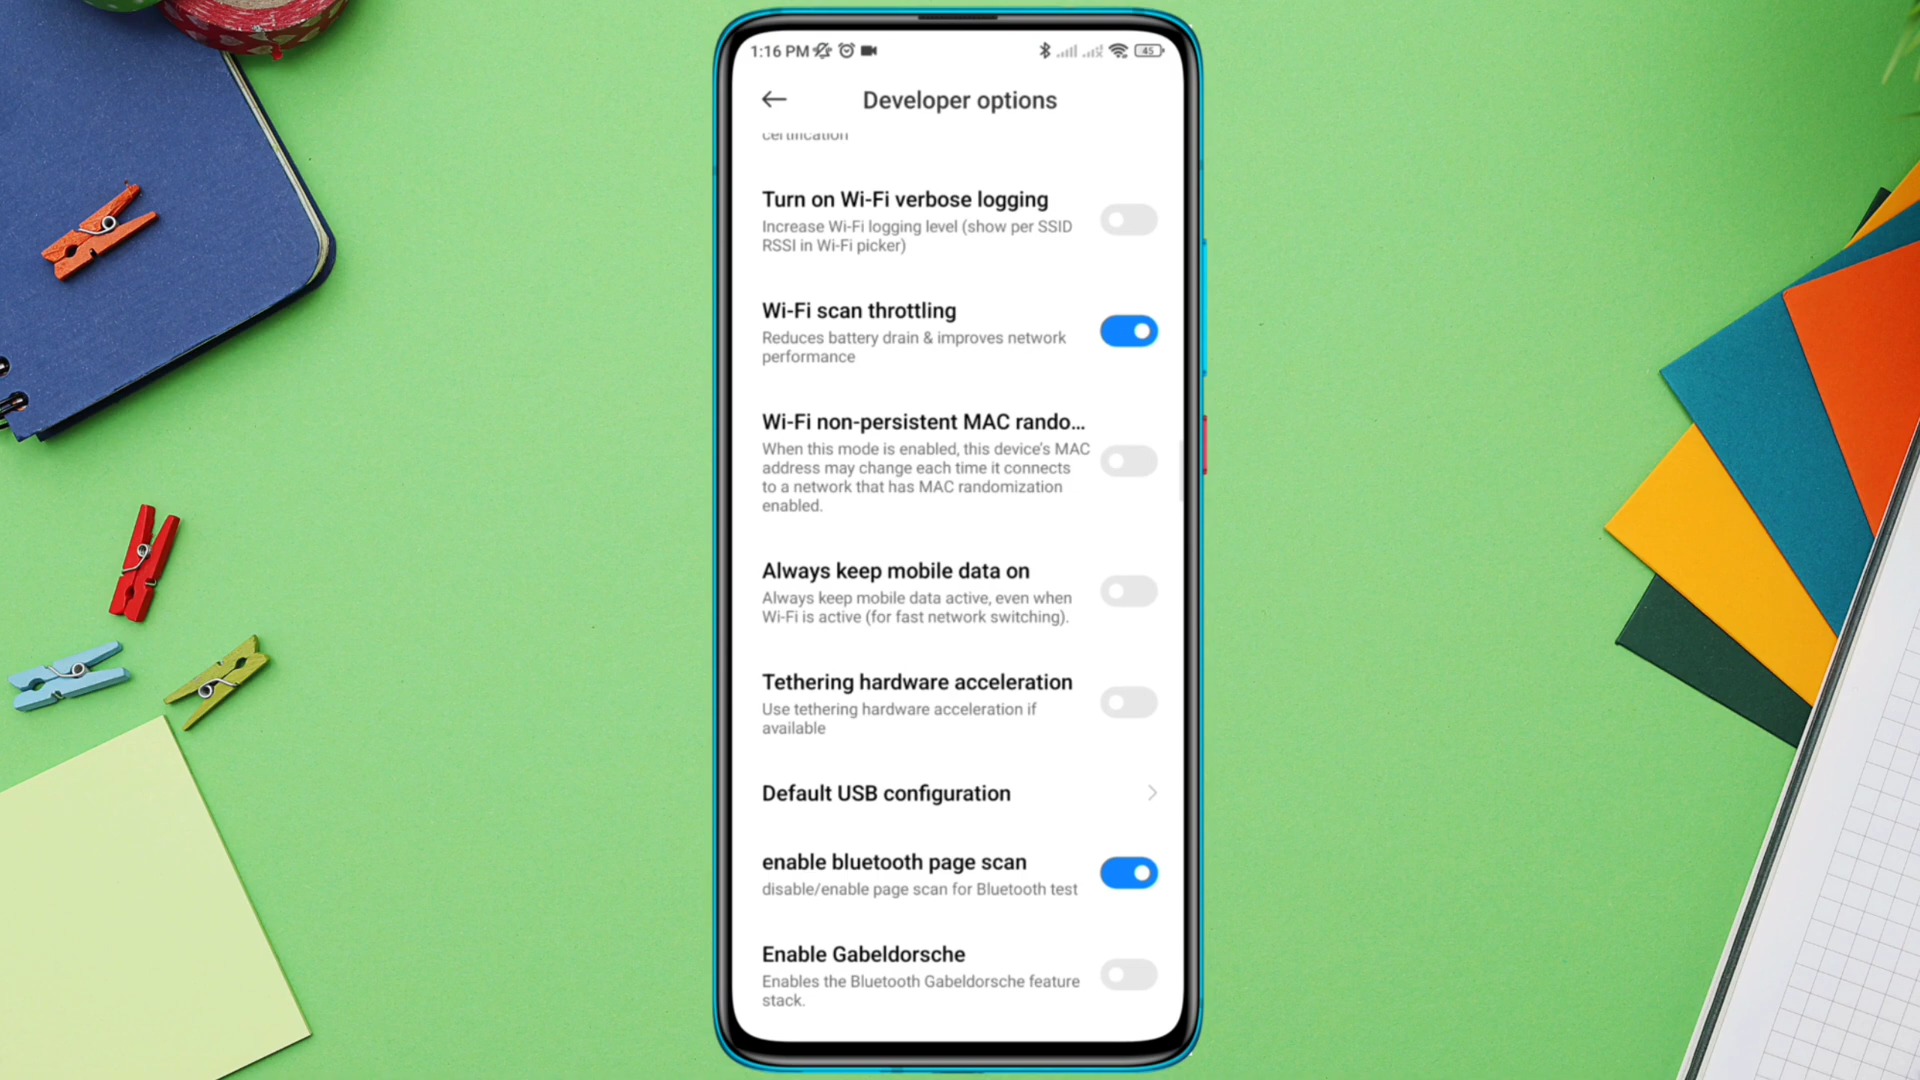 1:16 PM
45
Developer options
certification
Turn on Wi-Fi verbose logging
Increase Wi-Fi logging level (show per SSID
RSSI in Wi-Fi picker)
Wi-Fi scan throttling
Reduces battery drain & improves network
performance
Wi-Fi non-persistent MAC rando...
When this mode is enabled, this device's MAC
address may change each time it connects
to a network that has MAC randomization
enabled.
Always keep mobile data on
Always keep mobile data active, even when
Wi-Fi is active (for fast network switching).
Tethering hardware acceleration
Use tethering hardware acceleration if
available
Default USB configuration
enable bluetooth page scan
disable/enable page scan for Bluetooth test
Enable Gabeldorsche
Enables the Bluetooth Gabeldorsche feature
stack.